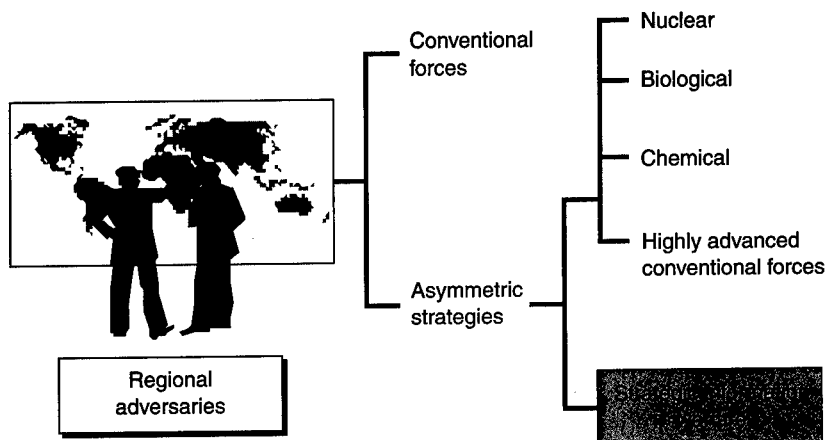 Conventional
forces
Nuclear
Biological
Chemical
Highly advanced
conventional forces
Asymmetric
strategies
Regional
adversaries